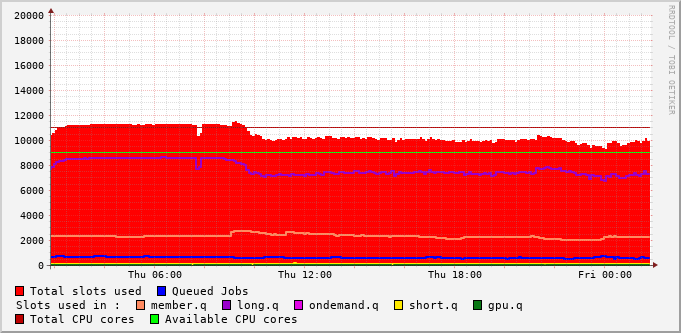 20000
18000
16000
14000
12000
10000
8000
6000
4000
2000
0
Thu 06:00 Thu 12:00 Thu 18:00 Fri 00:00
Total slots used Queued Jobs
Slots used in : member.q long.q ondemand.q short.q gpu.q
Total CPU cores Available CPU cores
RRDTOOL / TOBI OETIKER